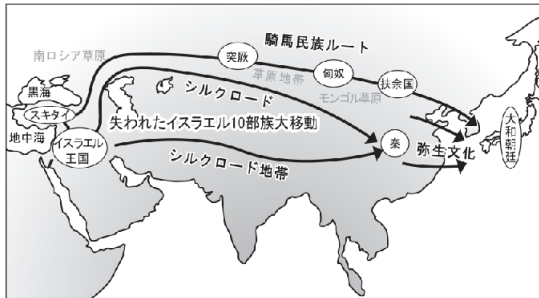 騎馬民族ルート
南ロシア草原
突厥
草原地帯
匈奴
扶余国
モンゴル草原
黒海
スキタイ
シルクロード
地中海
イスラエル
王国
失われたイスラエル10部族大移動
秦
弥生文化
大和朝廷
シルクロード地帯